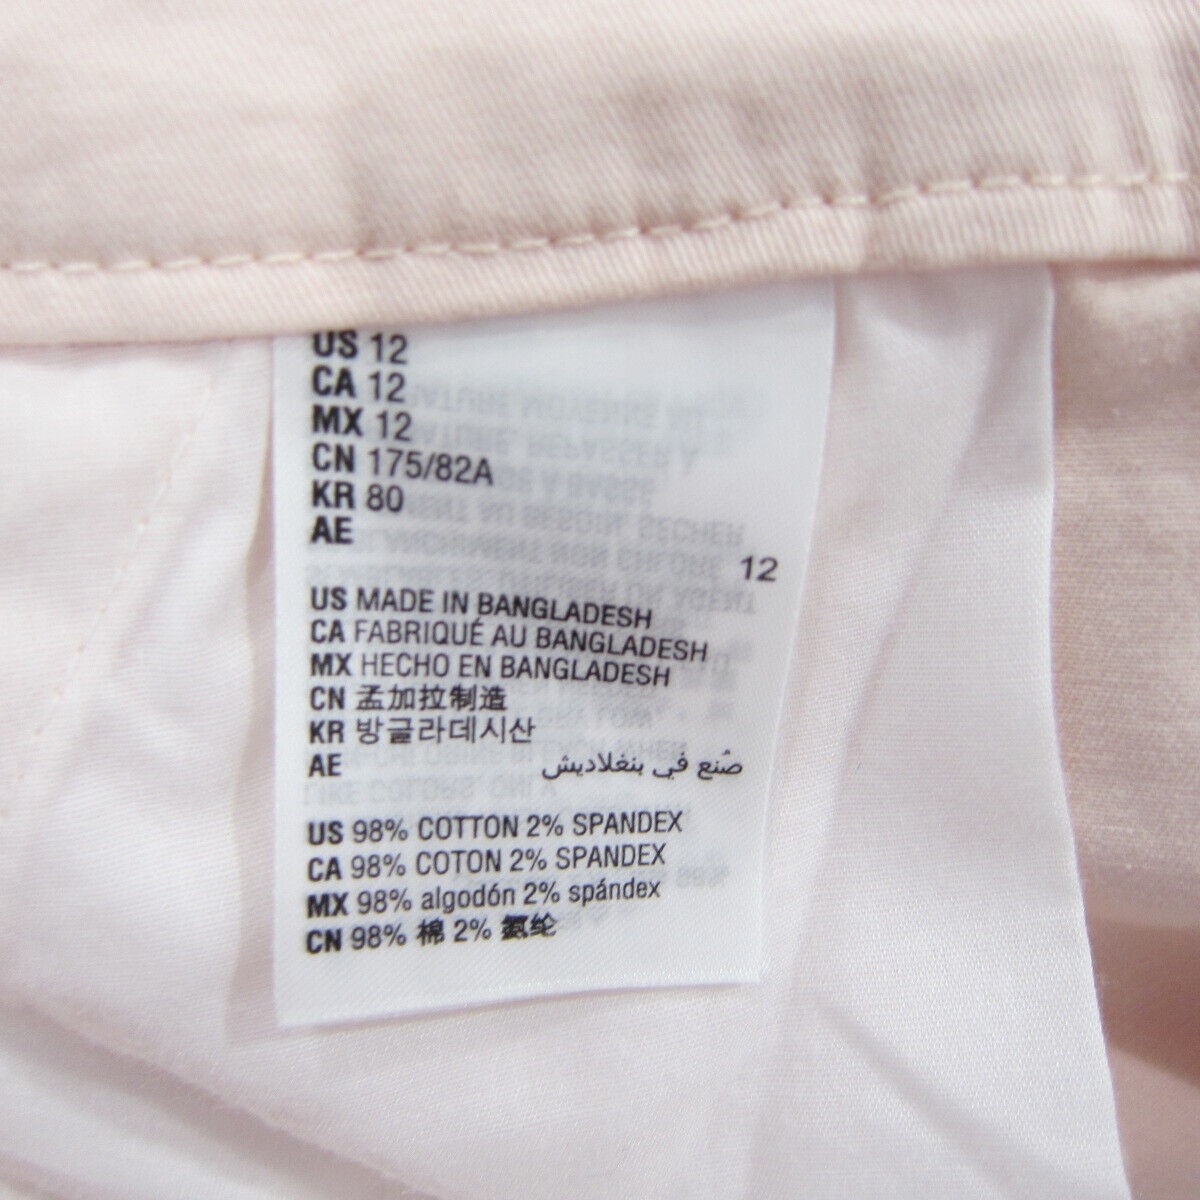 US 12
CA 12
MX 12
CN 175/82A
KR 80
AE 12
US MADE IN BANGLADESH
CA FABRIQUÉ AU BANGLADESH
MX HECHO EN BANGLADESH
CN 孟加拉制造
KR 방글라데시산
AE صُنع في بنغلاديش
US 98% COTTON 2% SPANDEX
CA 98% COTON 2% SPANDEX
MX 98% algodón 2% spándex
CN 98% 棉 2% 氨纶